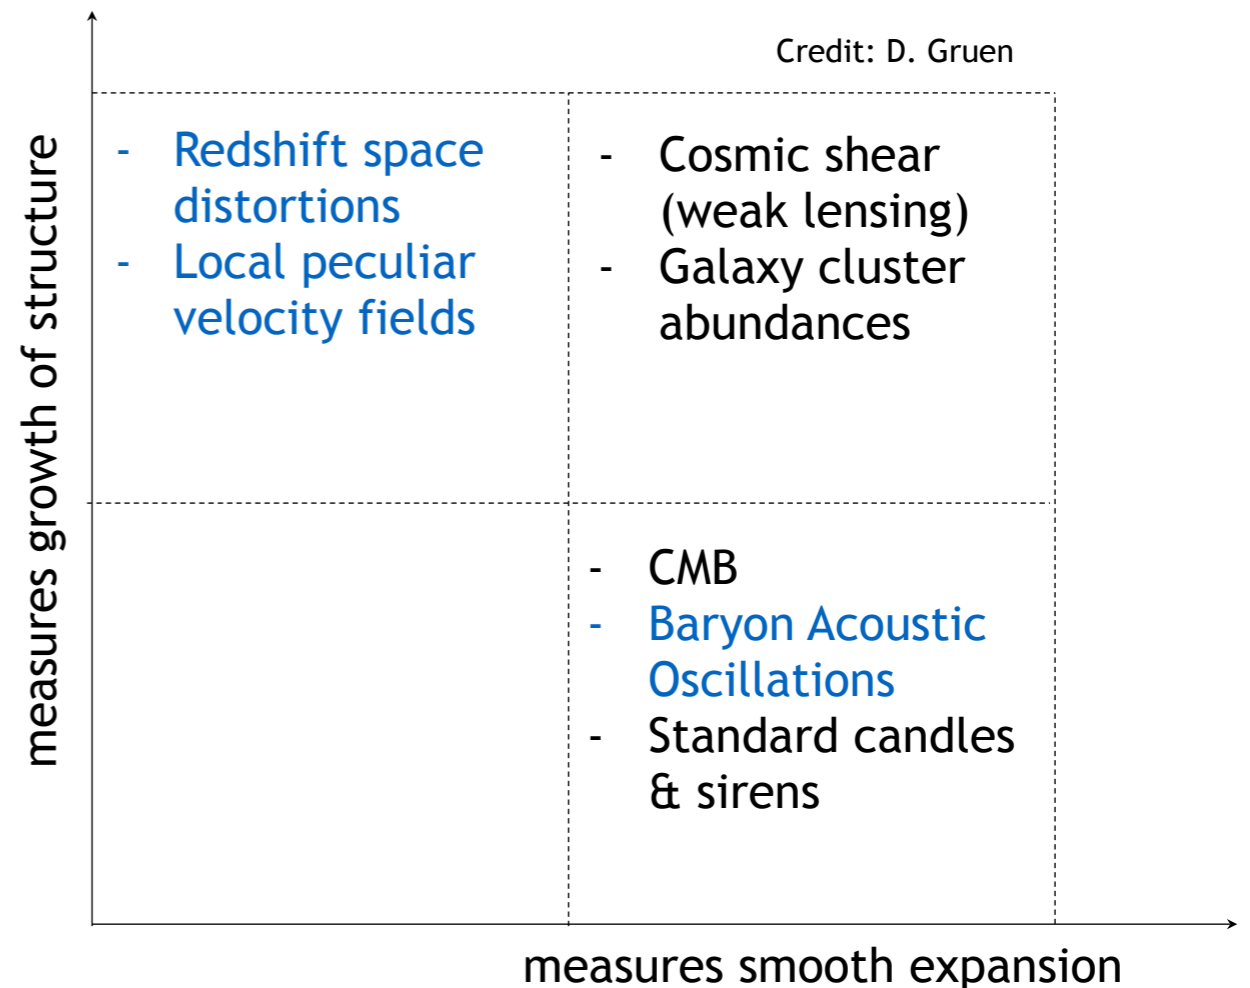 Credit: D. Gruen
measures growth of structure
- Redshift space
distortions
- Local peculiar
velocity fields
- Cosmic shear
(weak lensing)
- Galaxy cluster
abundances
- CMB
- Baryon Acoustic
Oscillations
- Standard candles
& sirens
measures smooth expansion